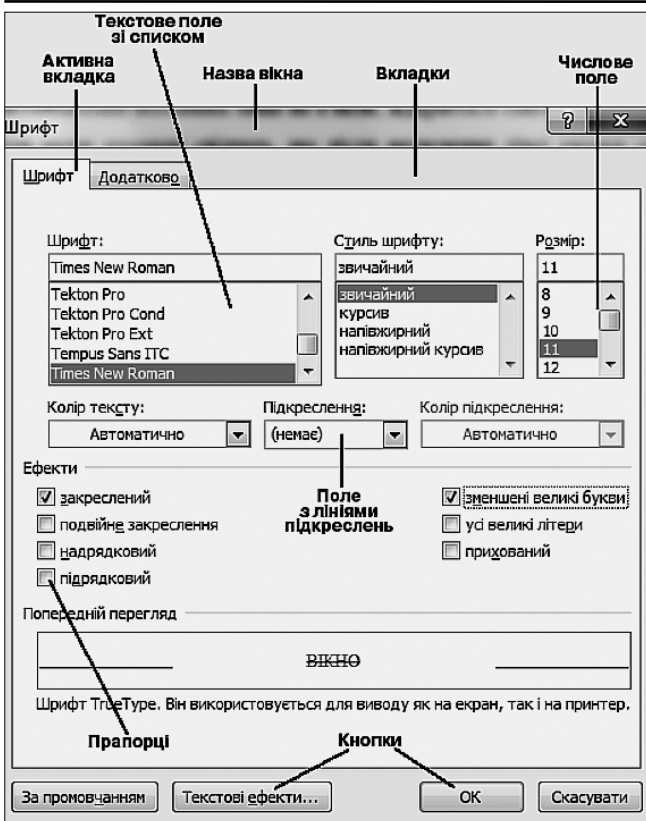 Текстове поле
зі списком
Активна
вкладка
Назва вікна
Вкладки
Числове
поле
Шрифт
?
X
Шрифт
Додатково
Шрифт:
Стиль шрифту:
Розмір:
Times New Roman
звичайний
11
Tekton Pro
Tekton Pro Cond
Tekton Pro Ext
Tempus Sans ITC
Times New Roman
звичайний
курсив
напівжирний
напівжирний курсив
8
9
10
11
12
Колір тексту:
Підкреслення:
Колір підкреслення:
Автоматично
(немає)
Автоматично
Ефекти
закреслений
подвійне закреслення
надрядковий
підрядковий
Поле
з лініями
підкреслень
зменшені великі букви
усі великі літери
прихований
Попередній перегляд
ВІКНО
Шрифт TrueType. Він використовується для виводу як на екран, так і на принтер.
Прапорці
Кнопки
За промовчанням
Текстові ефекти...
ОК
Скасувати